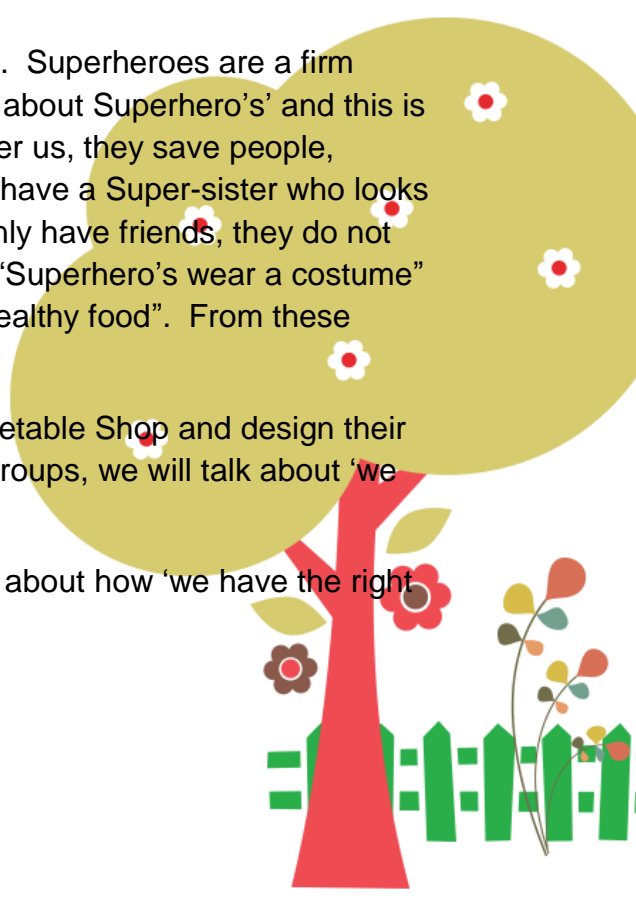 . Superheroes are a firm
about Superhero's' and this is
er us, they save people,
have a Super-sister who looks
nly have friends, they do not
“Superhero's wear a costume”
ealthy food”. From these
etable Shop and design their
roups, we will talk about ‘we
about how ‘we have the right